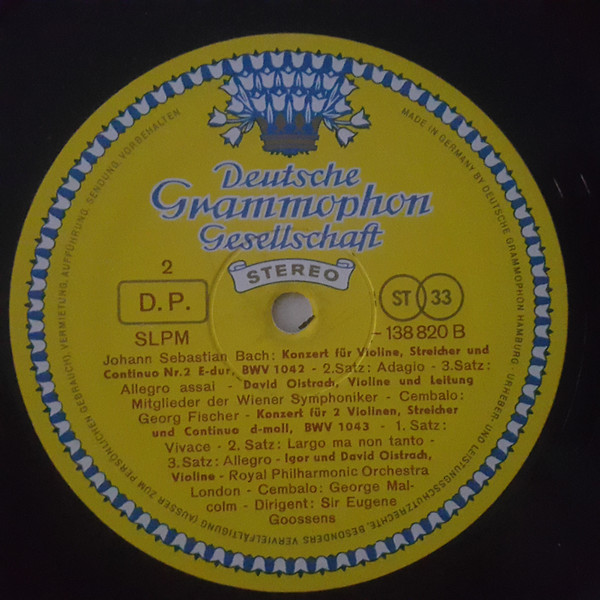 Deutsche
Grammophon
Gesellschaft
STEREO
2
D.P.
ST 33
SLPM
138 820 B
Johann Sebastian Bach: Konzert für Violine, Streicher und
Continuo Nr.2 E-dur, BWV 1042 - 2.Satz: Adagio - 3.Satz:
Allegro assai - David Oistrach, Violine und Leitung
Mitglieder der Wiener Symphoniker - Cembalo:
Georg Fischer - Konzert für 2 Violinen, Streicher
und Continuo d-moll, BWV 1043 - 1. Satz:
Vivace - 2. Satz: Largo ma non tanto -
3. Satz: Allegro - Igor und David Oistrach,
Violine - Royal Philharmonic Orchestra
London - Cembalo: George Mal-
colm - Dirigent: Sir Eugene
Goossens
MADE IN GERMANY BY DEUTSCHE GRAMMOPHON HAMBURG · URHEBER- UND LEISTUNGSSCHUTZRECHTE, BESONDERS VERVIELFÄLTIGUNG (AUSSER ZUM PERSÖNLICHEN GEBRAUCH), VERMIETUNG, AUFFÜHRUNG, SENDUNG, VORBEHALTEN